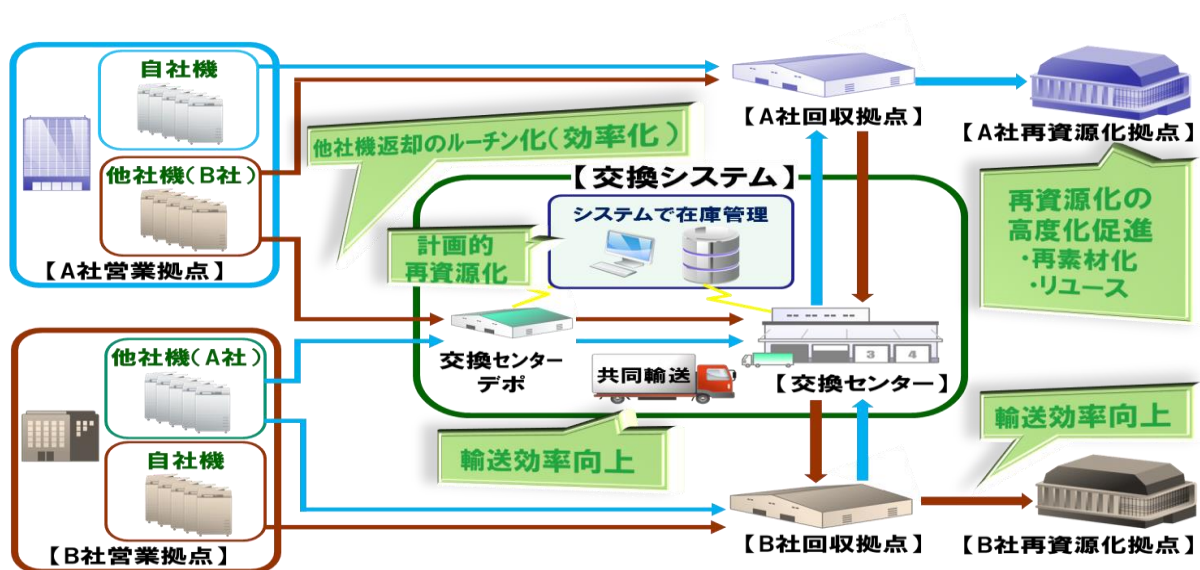 自社機
他社機(B社)
【A社営業拠点】
他社機(A社)
自社機
【B社営業拠点】
他社機返却のルーチン化(効率化)
【交換システム】
システムで在庫管理
計画的
再資源化
交換センター
デポ
共同輸送
3 4
【交換センター】
輸送効率向上
【A社回収拠点】
【A社再資源化拠点】
再資源化の
高度化促進
・再素材化
・リユース
輸送効率向上
【B社回収拠点】
【B社再資源化拠点】